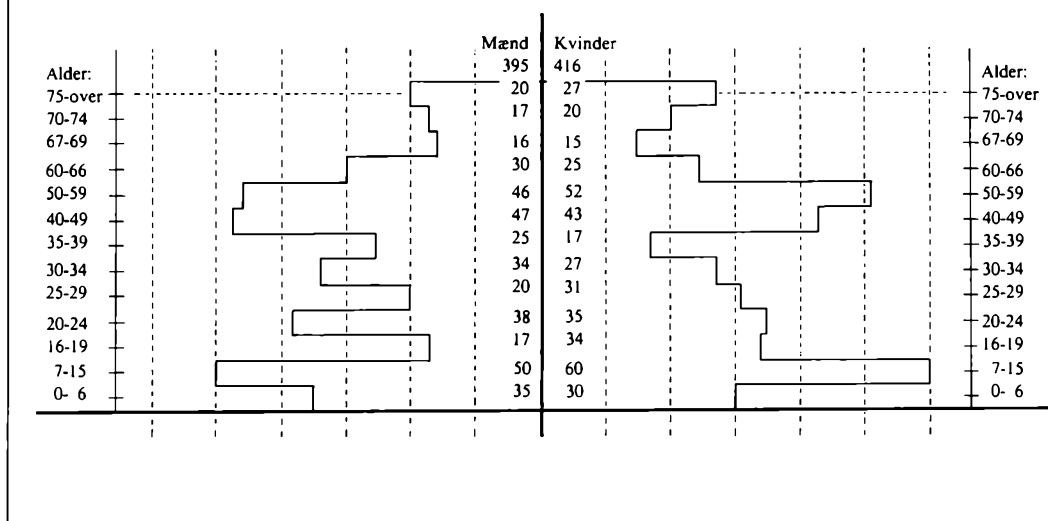 Mænd Kvinder
395 416
Alder: Alder:
75-over 20 27 75-over
70-74 17 20 70-74
67-69 16 15 67-69
60-66 30 25 60-66
50-59 46 52 50-59
40-49 47 43 40-49
35-39 25 17 35-39
30-34 34 27 30-34
25-29 20 31 25-29
20-24 38 35 20-24
16-19 17 34 16-19
7-15 50 60 7-15
0- 6 35 30 0- 6